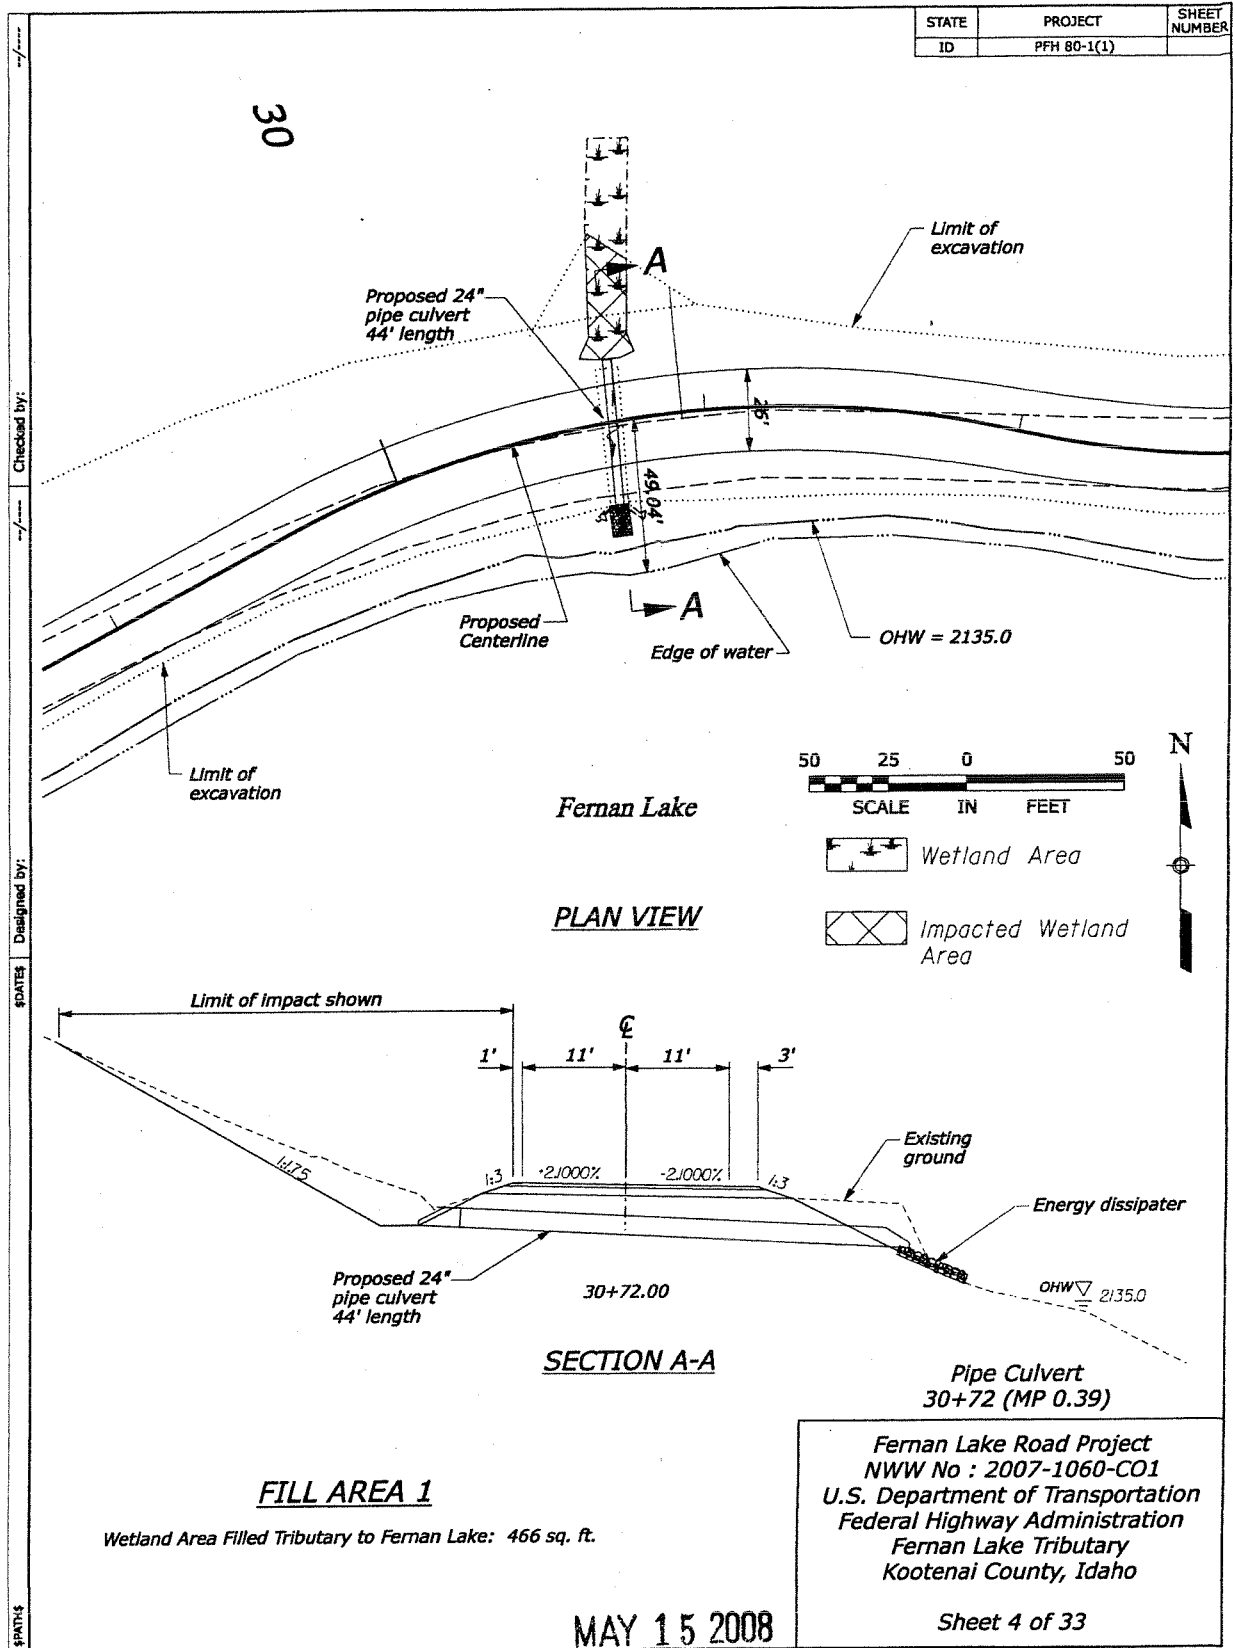 STATE
PROJECT
SHEET NUMBER
ID
PFH 80-1(1)
--/----
Checked by:
--/----
Designed by:
$DATE$
$PATH$
30
Limit of
excavation
A
Proposed 24"
pipe culvert
44' length
26'
49.04'
A
Proposed
Centerline
Edge of water
OHW = 2135.0
Limit of
excavation
Fernan Lake
50 25 0 50
SCALE IN FEET
N
Wetland Area
PLAN VIEW
Impacted Wetland
Area
Limit of impact shown
CL
1' 11' 11' 3'
Existing
ground
1:1.75
1:3 +2.1000% -2.1000% 1:3
Energy dissipater
Proposed 24"
pipe culvert
44' length
30+72.00
OHW 2135.0
SECTION A-A
Pipe Culvert
30+72 (MP 0.39)
Fernan Lake Road Project
NWW No : 2007-1060-CO1
U.S. Department of Transportation
Federal Highway Administration
Fernan Lake Tributary
Kootenai County, Idaho
Sheet 4 of 33
FILL AREA 1
Wetland Area Filled Tributary to Fernan Lake: 466 sq. ft.
MAY 15 2008